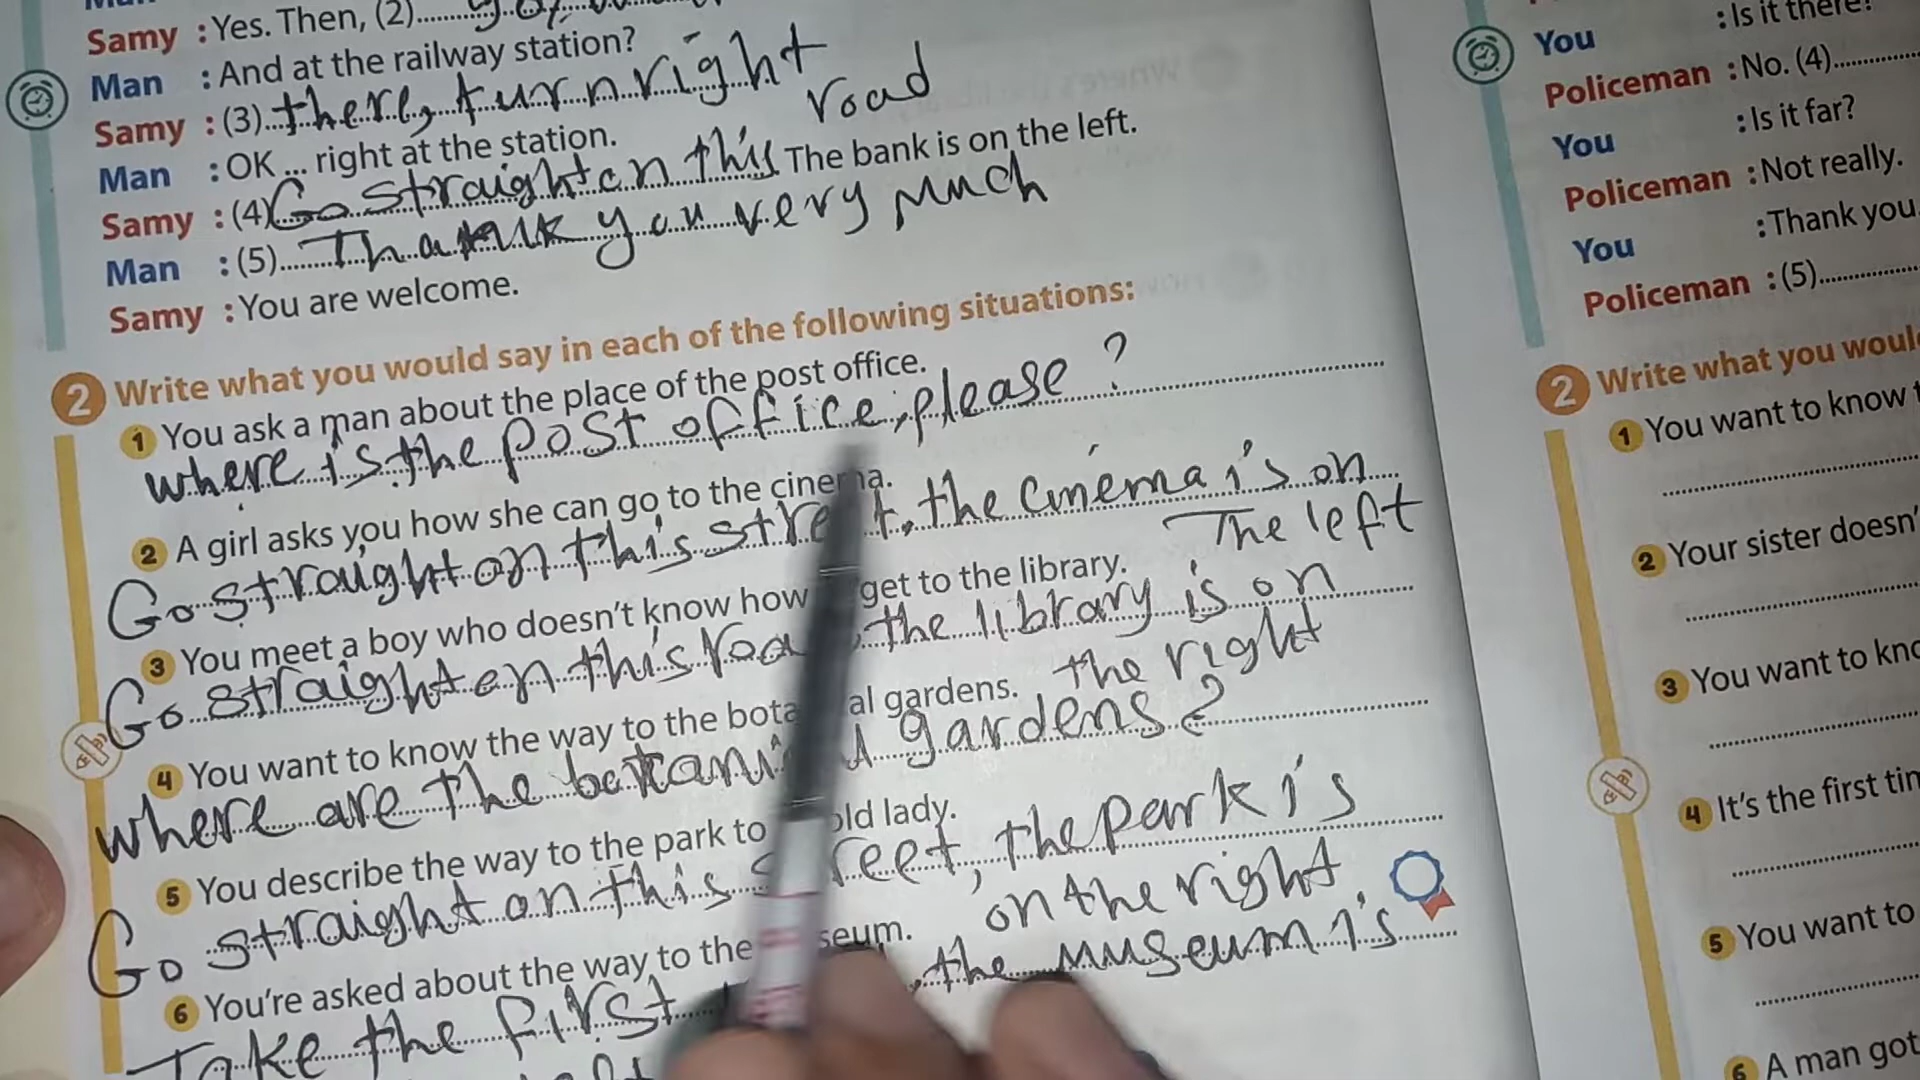 Samy : Yes. Then, (2)
Man : And at the railway station?
Samy : (3) there, turn right
Man : OK ... right at the station.
road
Samy : (4) Go straight on this The bank is on the left.
Man : (5) Thank you very much
Samy : You are welcome.
2 Write what you would say in each of the following situations:
1 You ask a man about the place of the post office.
where is the post office, please?
2 A girl asks you how she can go to the cinema.
Go straight on this street, the cinema is on
The left
3 You meet a boy who doesn't know how get to the library.
Go straight on this road, the library is on
the right
4 You want to know the way to the botanical gardens.
where are the botanical gardens?
5 You describe the way to the park to old lady.
Go straight on this street, the park is
on the right.
6 You're asked about the way to the museum.
Take the first , the museum is
You : Is it there?
Policeman : No. (4)
You : Is it far?
Policeman : Not really.
You : Thank you.
Policeman : (5)
2 Write what you woul
1 You want to know
2 Your sister doesn'
3 You want to kno
4 It's the first tim
5 You want to
6 A man got